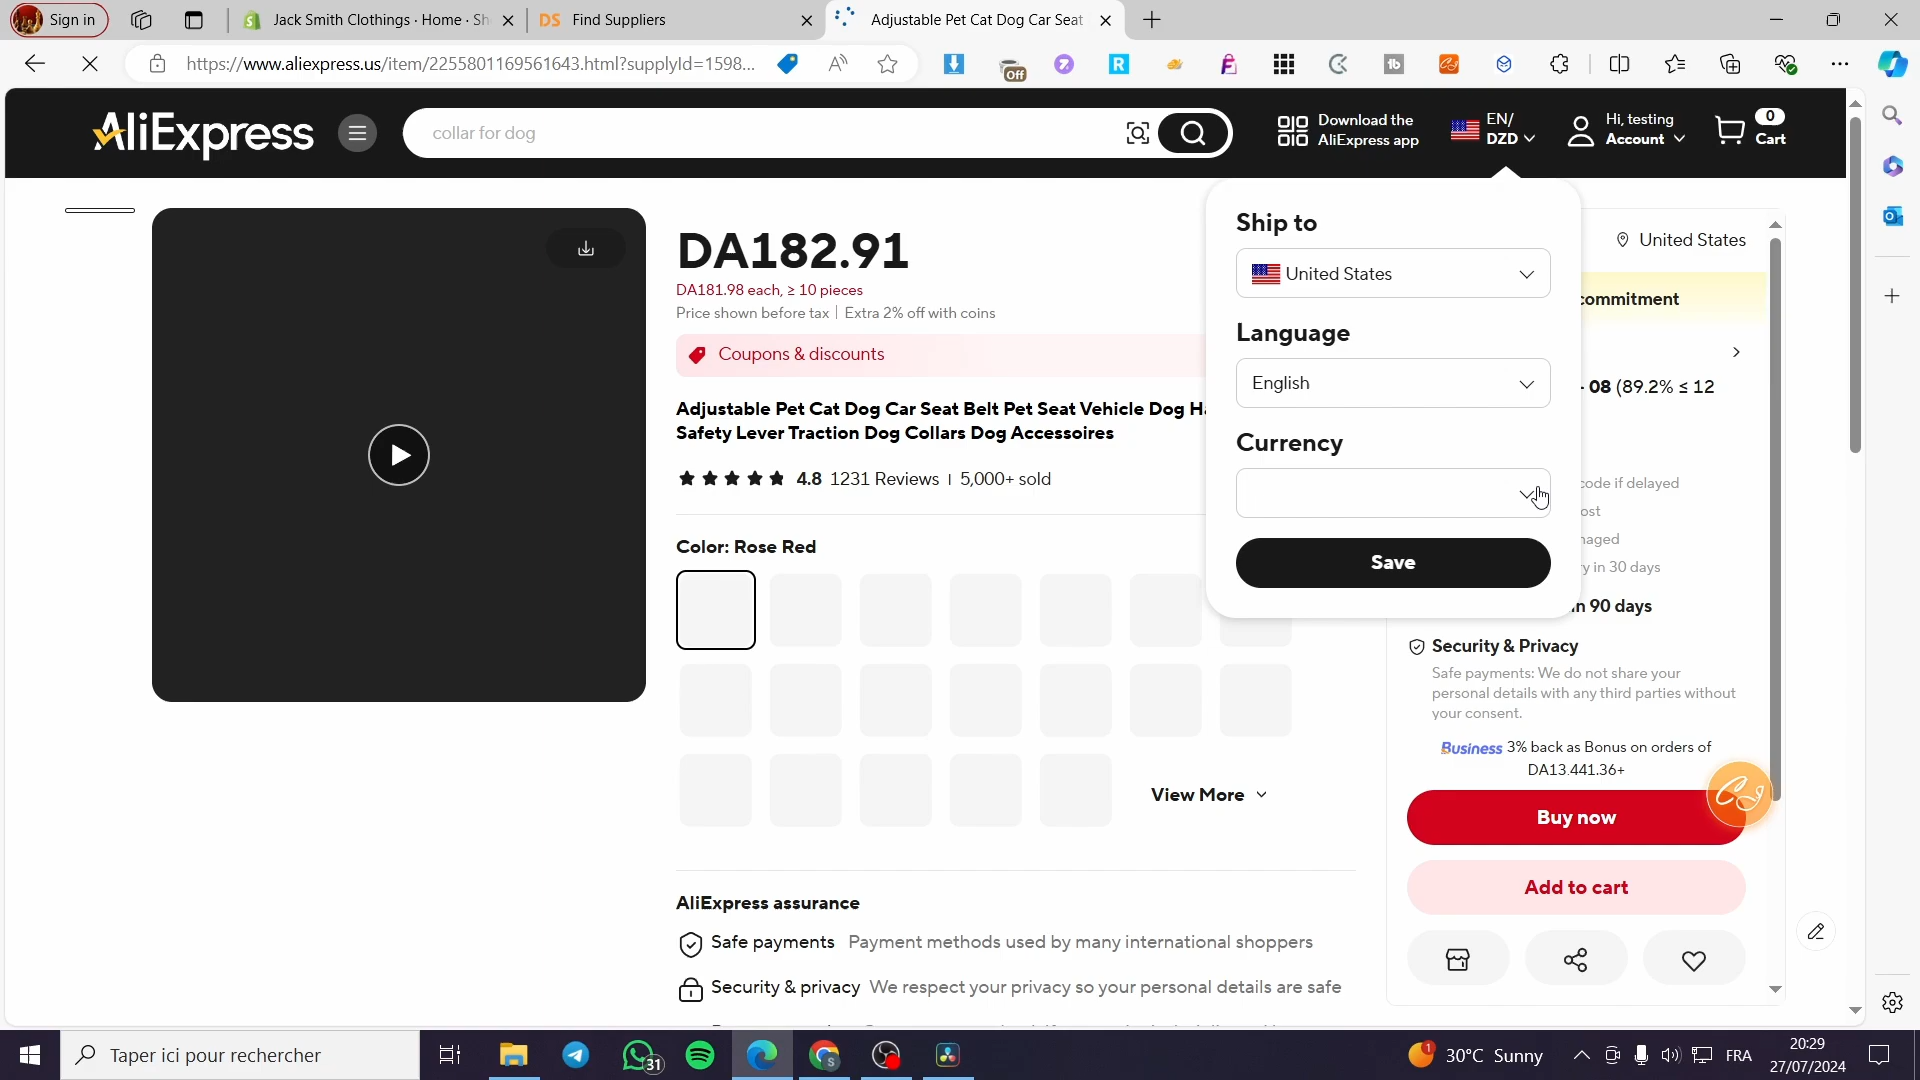 Sign in
Jack Smith Clothings · Home · Sh
DS Find Suppliers
Adjustable Pet Cat Dog Car Seat
https://www.aliexpress.us/item/2255801169561643.html?supplyId=1598...
Off
AliExpress
collar for dog
Download the
AliExpress app
EN/
DZD
Hi, testing
Account
0
Cart
DA182.91
DA181.98 each, ≥ 10 pieces
Price shown before tax | Extra 2% off with coins
Coupons & discounts
Adjustable Pet Cat Dog Car Seat Belt Pet Seat Vehicle Dog
Safety Lever Traction Dog Collars Dog Accessoires
4.8 1231 Reviews | 5,000+ sold
Color: Rose Red
View More
AliExpress assurance
Safe payments Payment methods used by many international shoppers
Security & privacy We respect your privacy so your personal details are safe
Ship to
United States
Language
English
Currency
Save
United States
commitment
- 08 (89.2% ≤ 12
code if delayed
ost
naged
y in 30 days
n 90 days
Security & Privacy
Safe payments: We do not share your
personal details with any third parties without
your consent.
Business 3% back as Bonus on orders of
DA13,441.36+
Buy now
Add to cart
Taper ici pour rechercher
31
1
30°C Sunny
FRA
20:29
27/07/2024